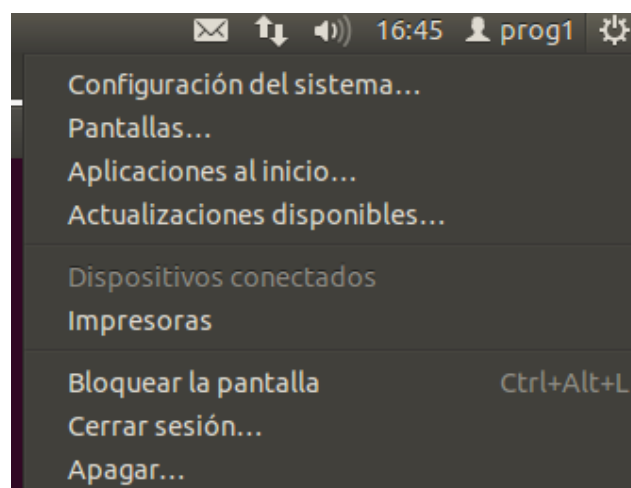 16:45 prog1
Configuración del sistema...
Pantallas...
Aplicaciones al inicio...
Actualizaciones disponibles...
Dispositivos conectados
Impresoras
Bloquear la pantalla Ctrl+Alt+L
Cerrar sesión...
Apagar...